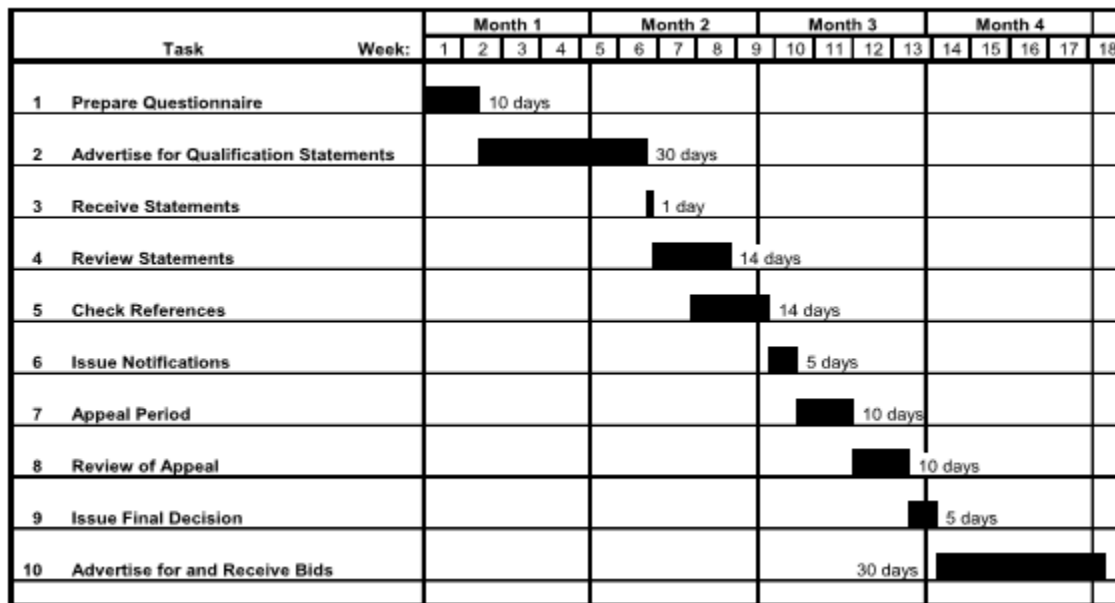 Month 1 Month 2 Month 3 Month 4
Task Week: 1 2 3 4 5 6 7 8 9 10 11 12 13 14 15 16 17 18
1 Prepare Questionnaire 10 days
2 Advertise for Qualification Statements 30 days
3 Receive Statements 1 day
4 Review Statements 14 days
5 Check References 14 days
6 Issue Notifications 5 days
7 Appeal Period 10 days
8 Review of Appeal 10 days
9 Issue Final Decision 5 days
10 Advertise for and Receive Bids 30 days